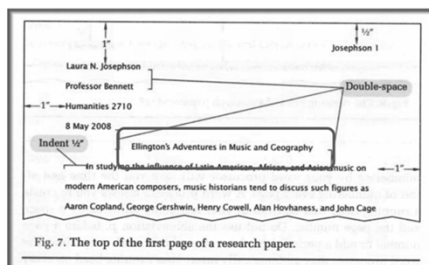 ½"
1"
Josephson 1
Laura N. Josephson
Professor Bennett
Double-space
1"
Humanities 2710
8 May 2008
Indent ½"
Ellington's Adventures in Music and Geography
In studying the influence of Latin American, African, and Asian music on
1"
modern American composers, music historians tend to discuss such figures as
Aaron Copland, George Gershwin, Henry Cowell, Alan Hovhaness, and John Cage
Fig. 7. The top of the first page of a research paper.